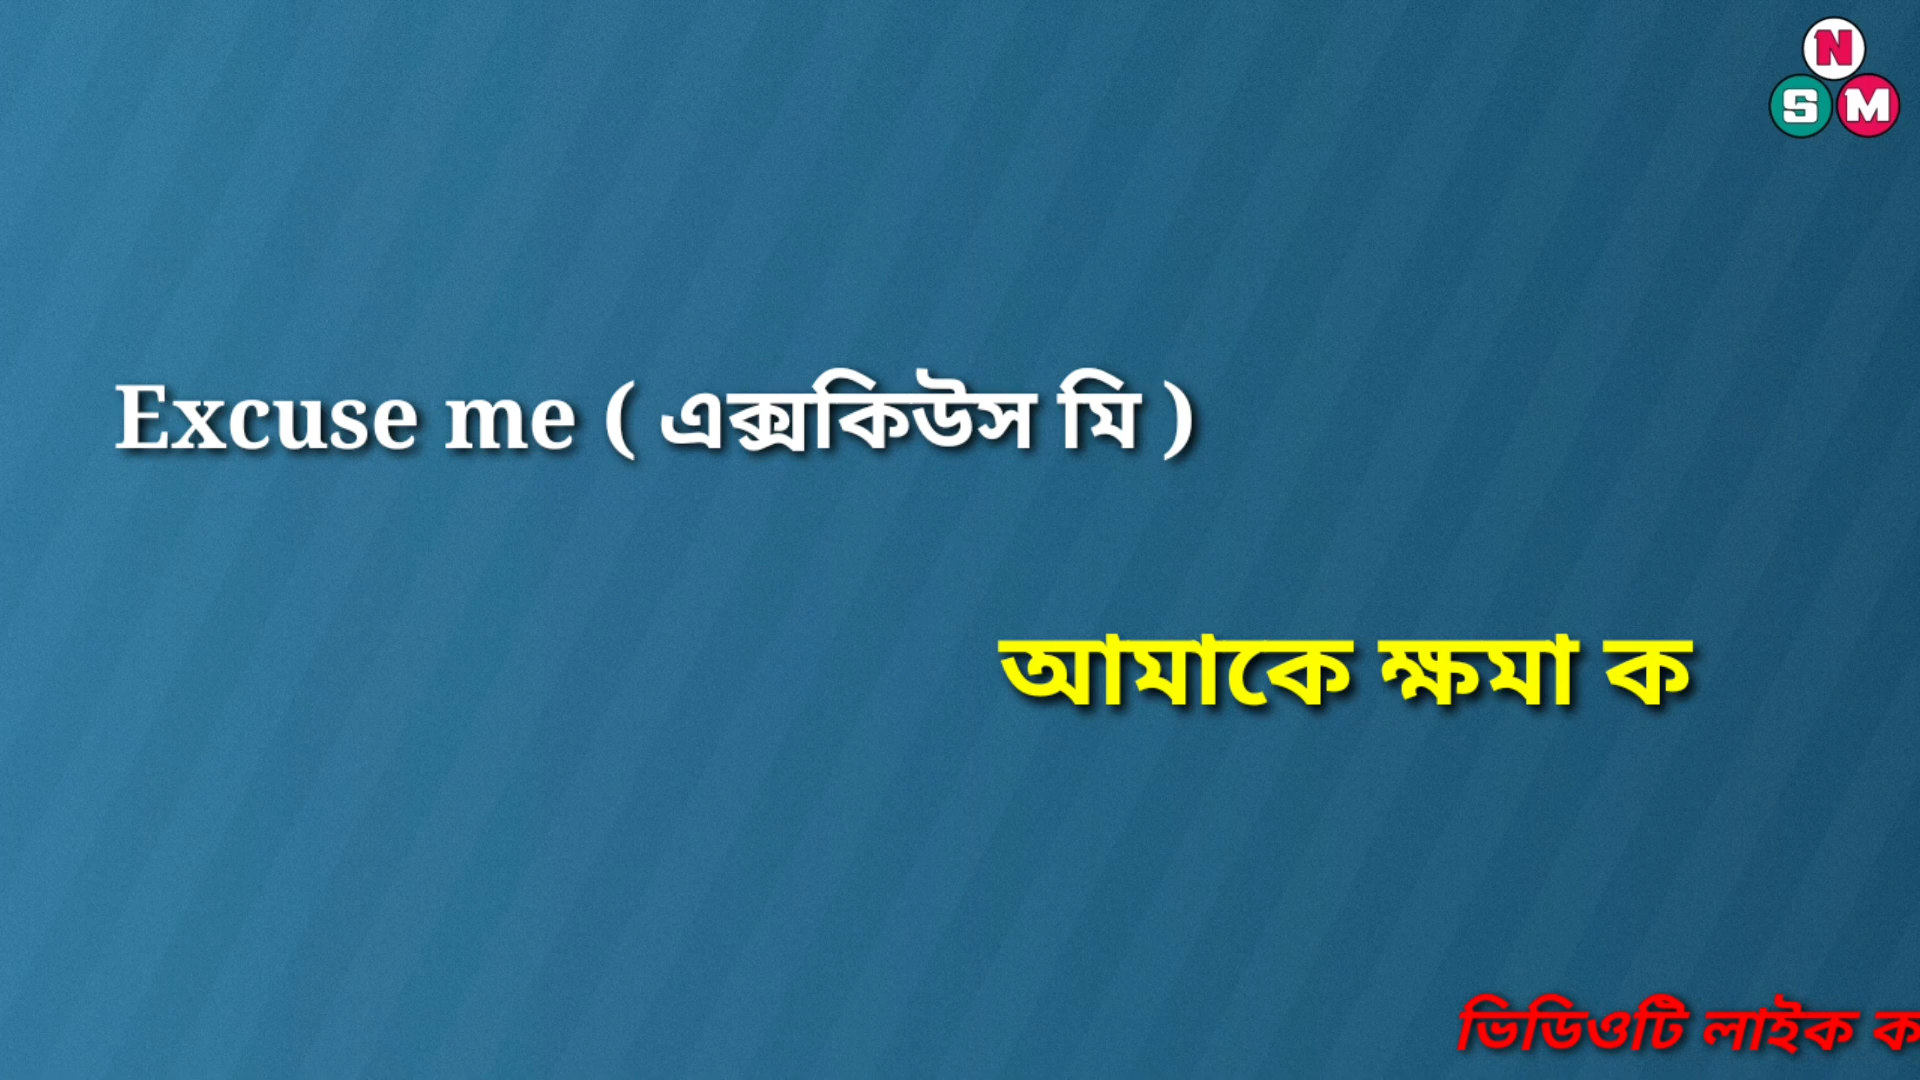 N
S M
Excuse me ( এক্সকিউস মি )
আমাকে ক্ষমা ক
ভিডিওটি লাইক ক